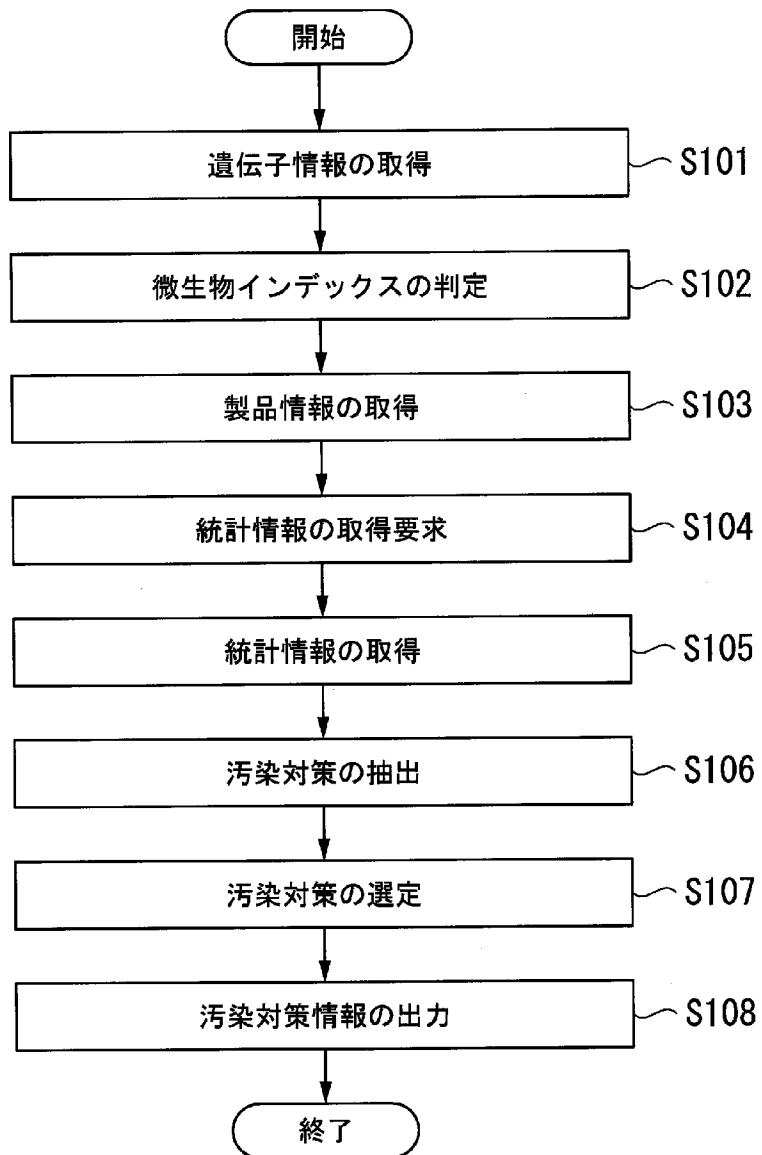 開始
遺伝子情報の取得
S101
微生物インデックスの判定
S102
製品情報の取得
S103
統計情報の取得要求
S104
統計情報の取得
S105
汚染対策の抽出
S106
汚染対策の選定
S107
汚染対策情報の出力
S108
終了